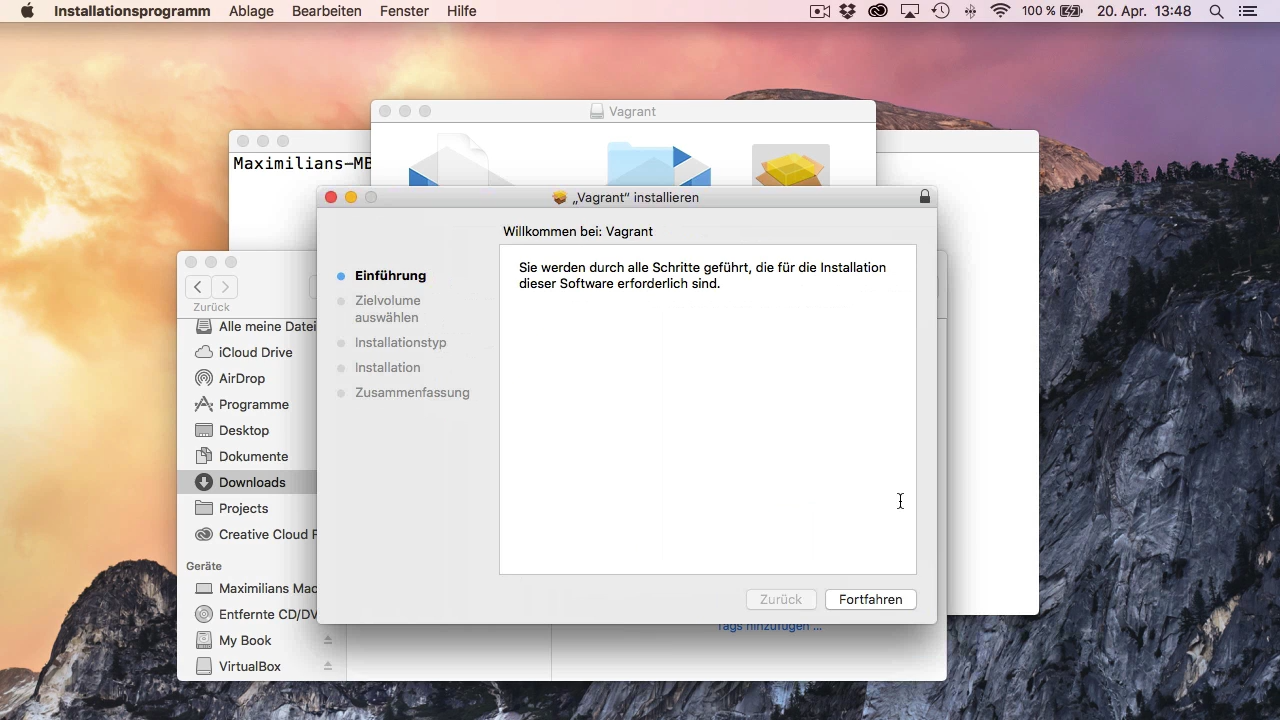 Installationsprogramm Ablage Bearbeiten Fenster Hilfe 100 % 20. Apr. 13:48
Vagrant
Maximilians-MB
„Vagrant“ installieren
Willkommen bei: Vagrant
Sie werden durch alle Schritte geführt, die für die Installation
dieser Software erforderlich sind.
Einführung
Zielvolume
auswählen
Installationstyp
Installation
Zusammenfassung
Zurück Fortfahren
Zurück
Alle meine Datei
iCloud Drive
AirDrop
Programme
Desktop
Dokumente
Downloads
Projects
Creative Cloud F
Geräte
Maximilians Mac
Entfernte CD/DV
My Book
VirtualBox
Tags hinzufügen ...